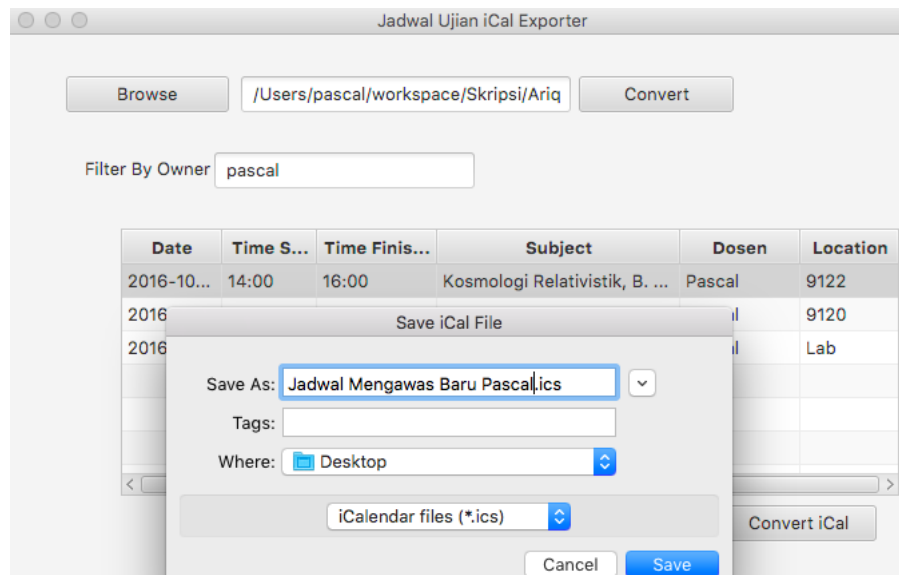 Jadwal Ujian iCal Exporter
Browse /Users/pascal/workspace/Skripsi/Ariq Convert
Filter By Owner pascal
Date Time S... Time Finis... Subject Dosen Location
2016-10... 14:00 16:00 Kosmologi Relativistik, B. ... Pascal 9122
2016 9120
2016 Lab
Save iCal File
Save As: Jadwal Mengawas Baru Pascal.ics
Tags:
Where: Desktop
iCalendar files (*.ics)
Convert iCal
Cancel Save